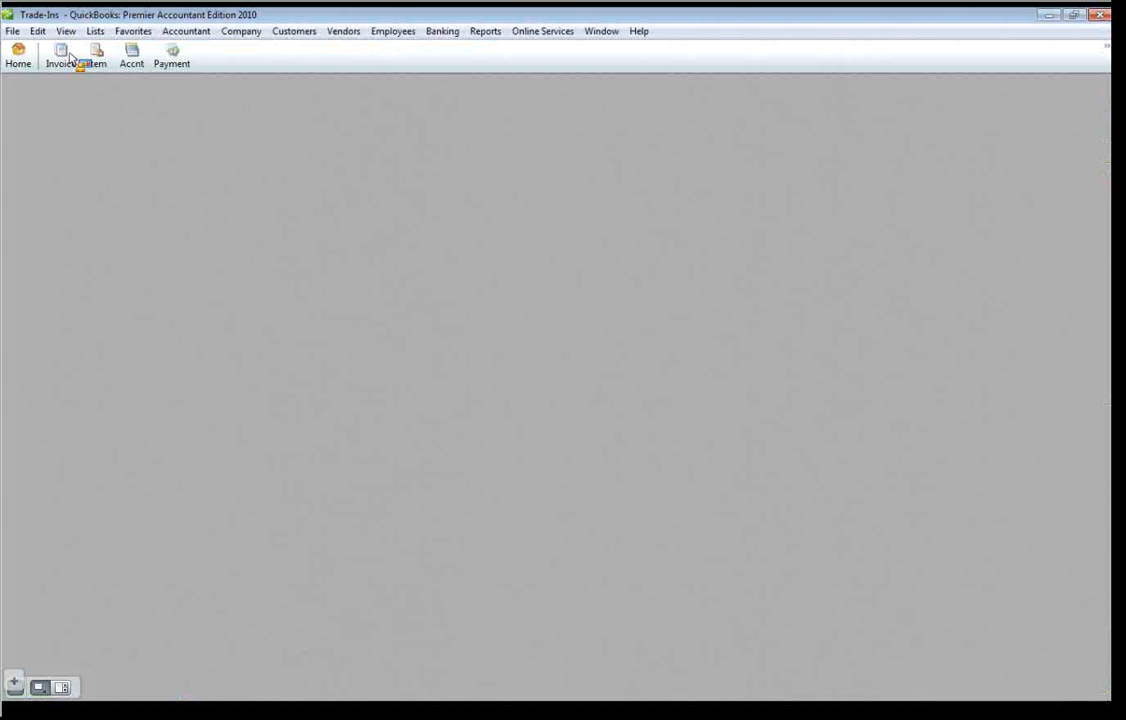 Trade-Ins - QuickBooks: Premier Accountant Edition 2010
File Edit View Lists Favorites Accountant Company Customers Vendors Employees Banking Reports Online Services Window Help
Home Accnt Payment